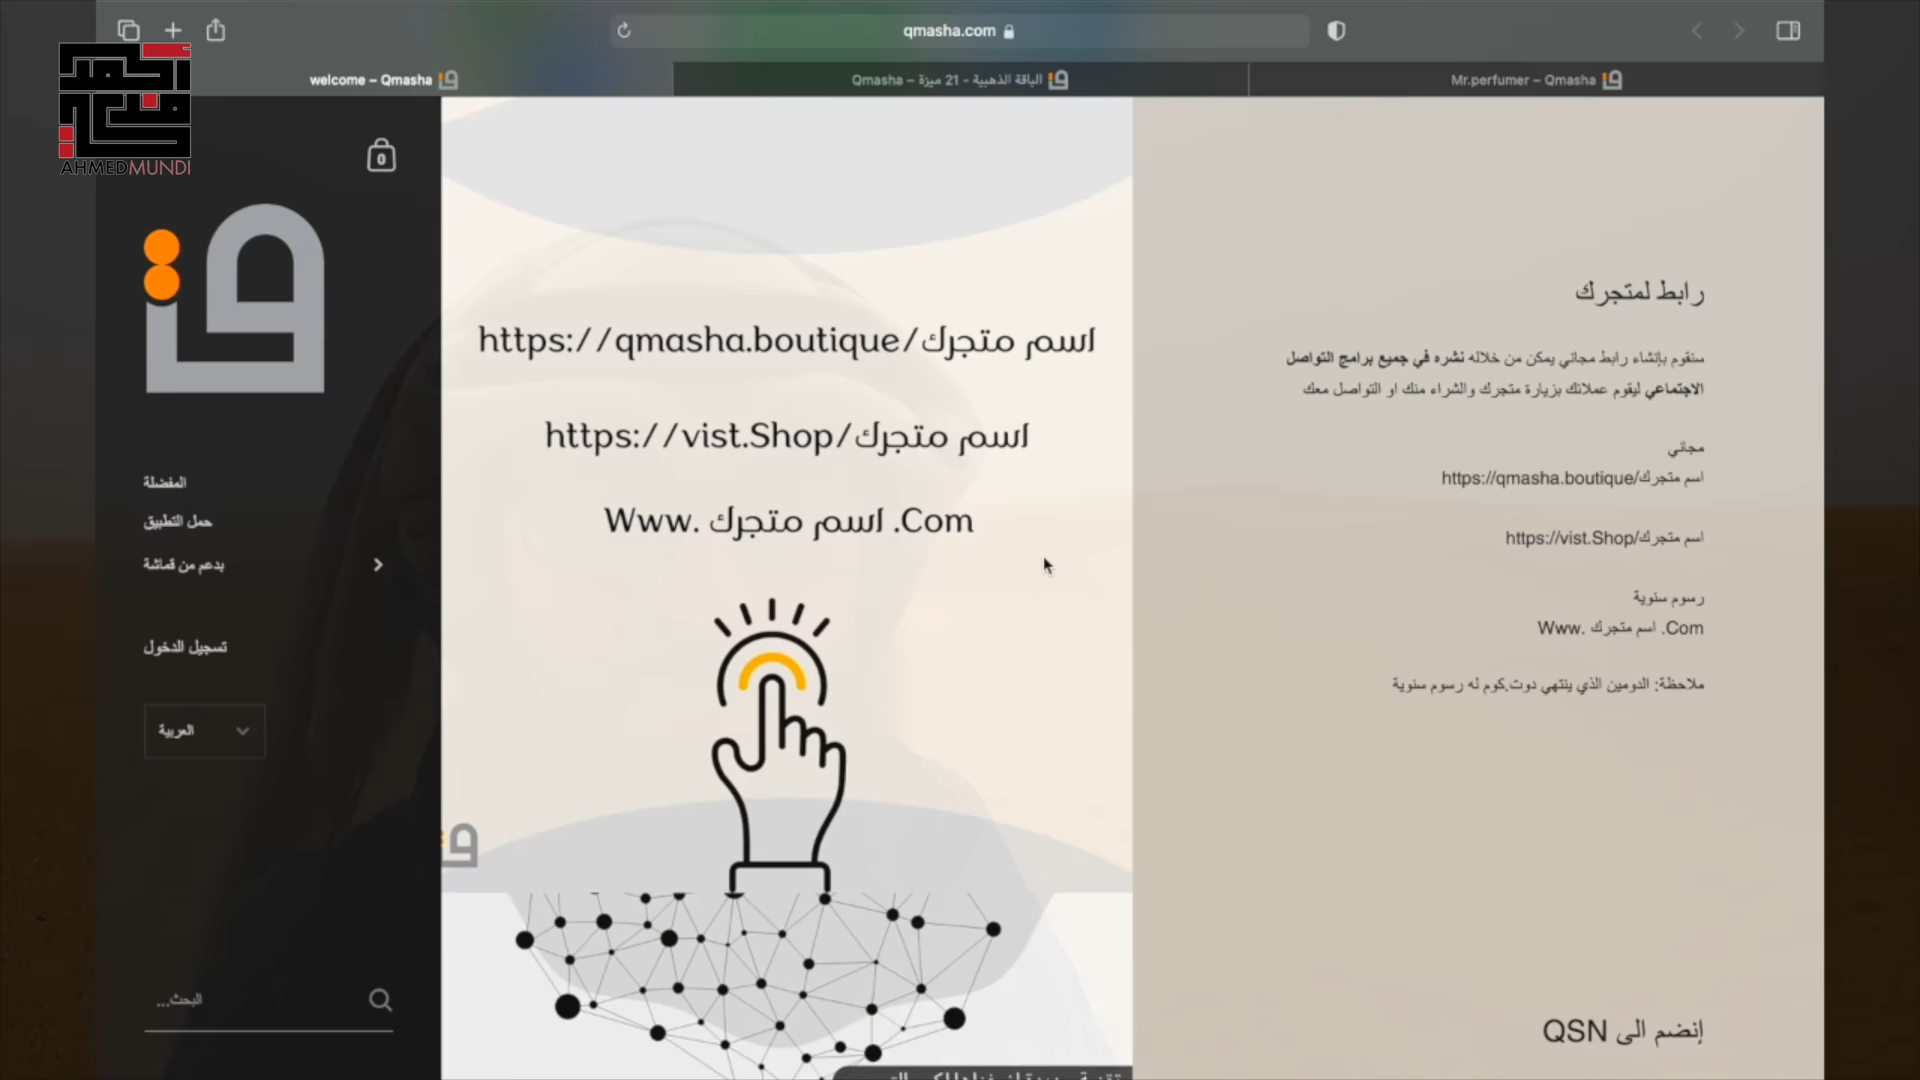 qmasha.com
welcome – Qmasha
الباقة الذهبية - 21 ميزة – Qmasha
Mr.perfumer – Qmasha
AHMEDMUNDI
0
المفضلة
حمل التطبيق
بدعم من قماشة
تسجيل الدخول
العربية
البحث...
https://qmasha.boutique/اسم متجرك
https://vist.Shop/اسم متجرك
Www. اسم متجرك .Com
رابط لمتجرك
سنقوم بإنشاء رابط مجاني يمكن من خلاله نشره في جميع برامج التواصل
الاجتماعي ليقوم عملائك بزيارة متجرك والشراء منك او التواصل معك
مجاني
https://qmasha.boutique/اسم متجرك
https://vist.Shop/اسم متجرك
رسوم سنوية
Www. اسم متجرك .Com
ملاحظة: الدومين الذي ينتهي دوت.كوم له رسوم سنوية
إنضم الى QSN